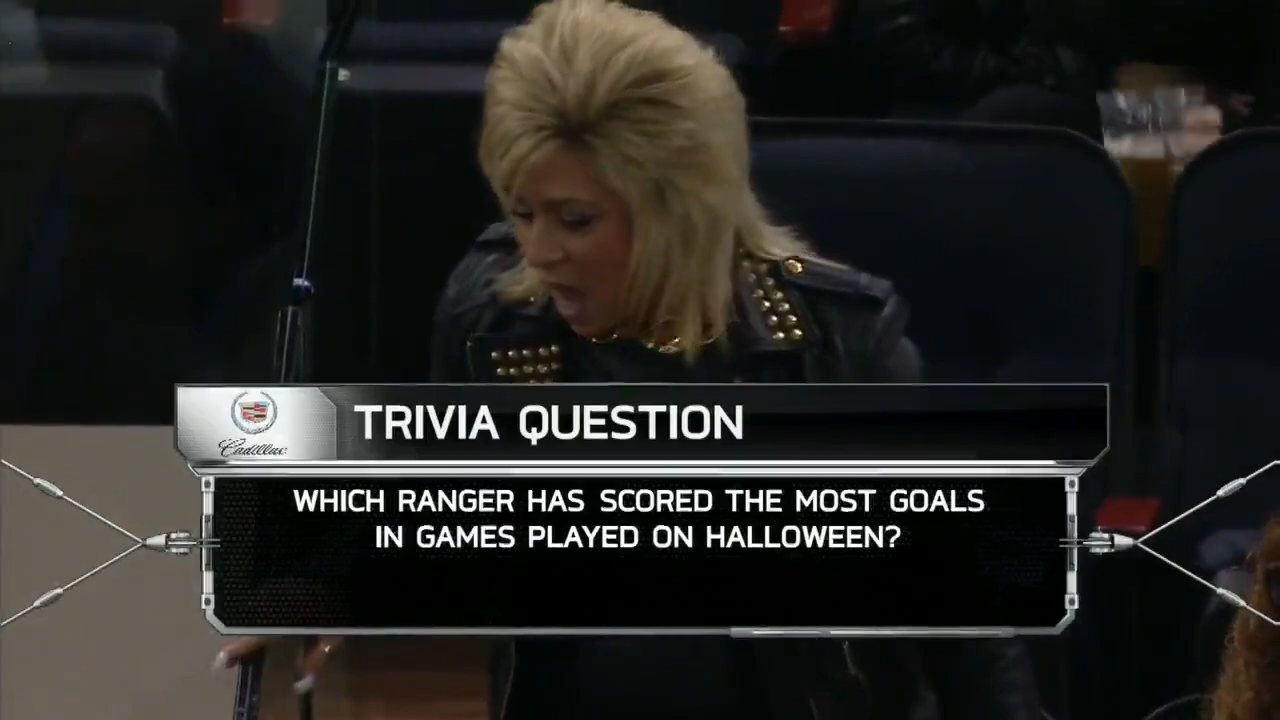 TRIVIA QUESTION
Cadillac
WHICH RANGER HAS SCORED THE MOST GOALS
IN GAMES PLAYED ON HALLOWEEN?